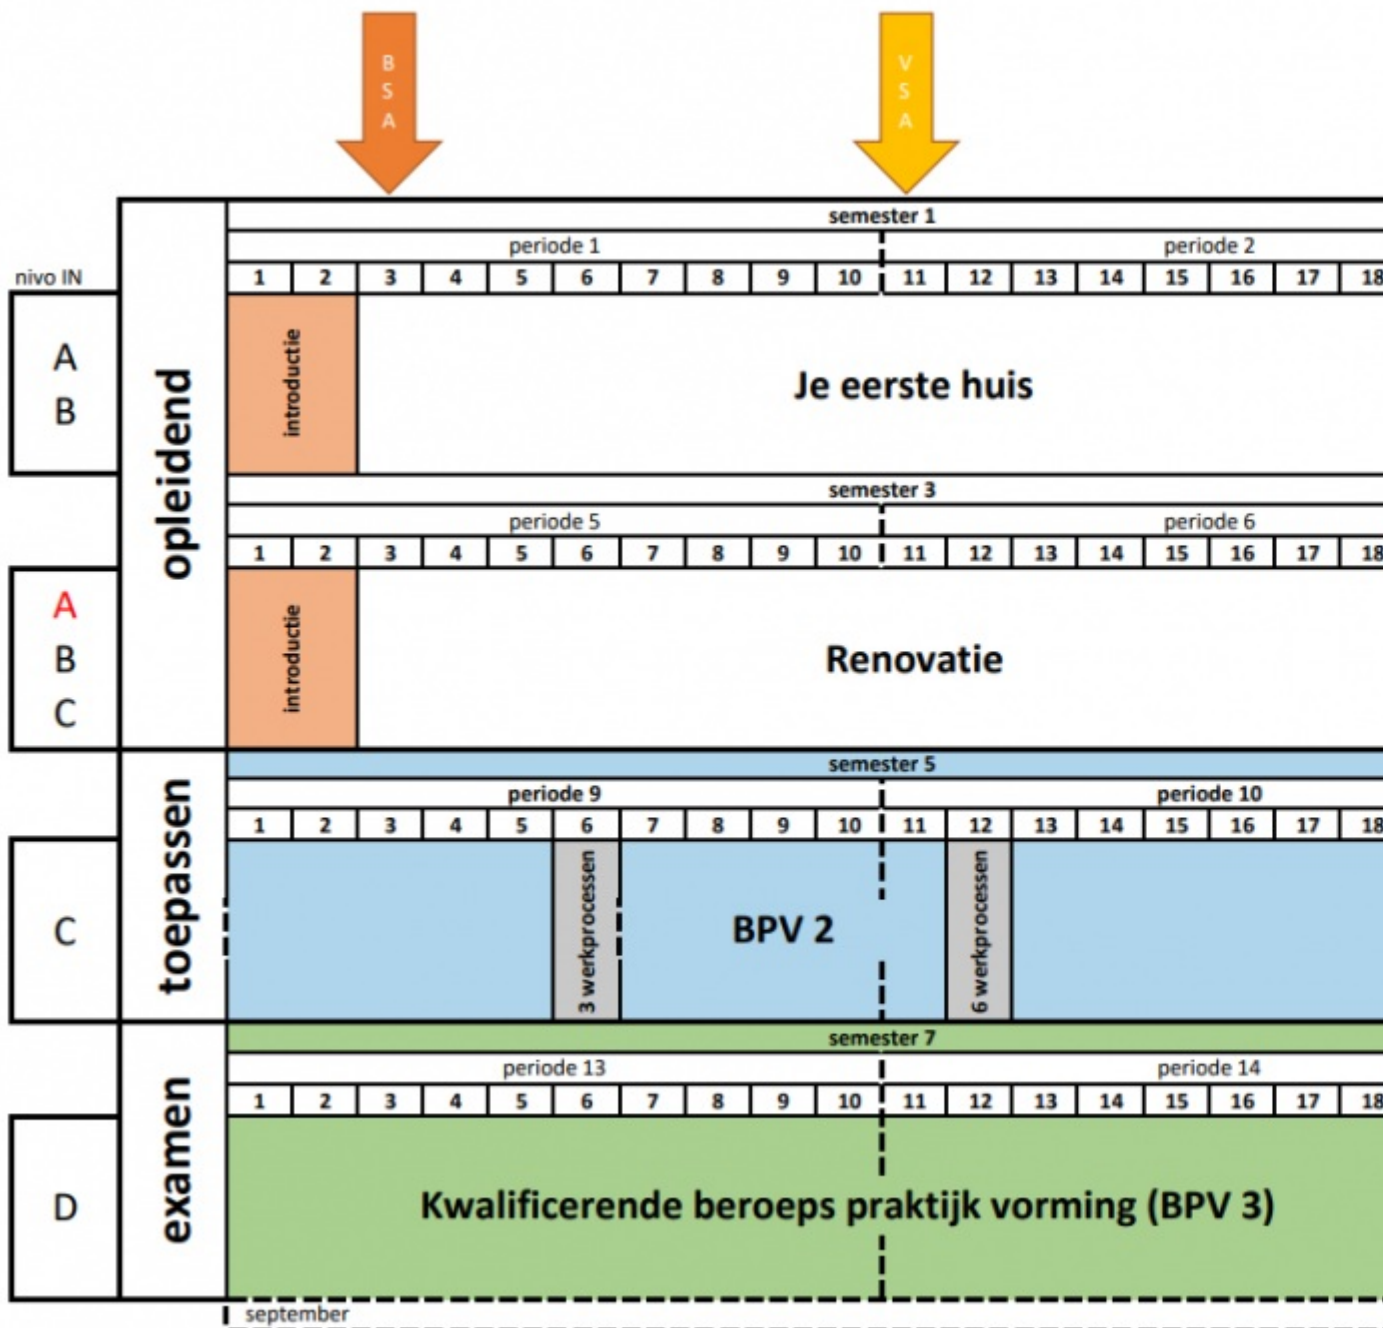 B
S
A
V
S
A
nivo IN
opleidend
semester 1
periode 1 periode 2
1 2 3 4 5 6 7 8 9 10 11 12 13 14 15 16 17 18
A
B
introductie
Je eerste huis
semester 3
periode 5 periode 6
1 2 3 4 5 6 7 8 9 10 11 12 13 14 15 16 17 18
A
B
C
introductie
Renovatie
toepassen
semester 5
periode 9 periode 10
1 2 3 4 5 6 7 8 9 10 11 12 13 14 15 16 17 18
C
3 werkprocessen
BPV 2
6 werkprocessen
examen
semester 7
periode 13 periode 14
1 2 3 4 5 6 7 8 9 10 11 12 13 14 15 16 17 18
D
Kwalificerende beroeps praktijk vorming (BPV 3)
september